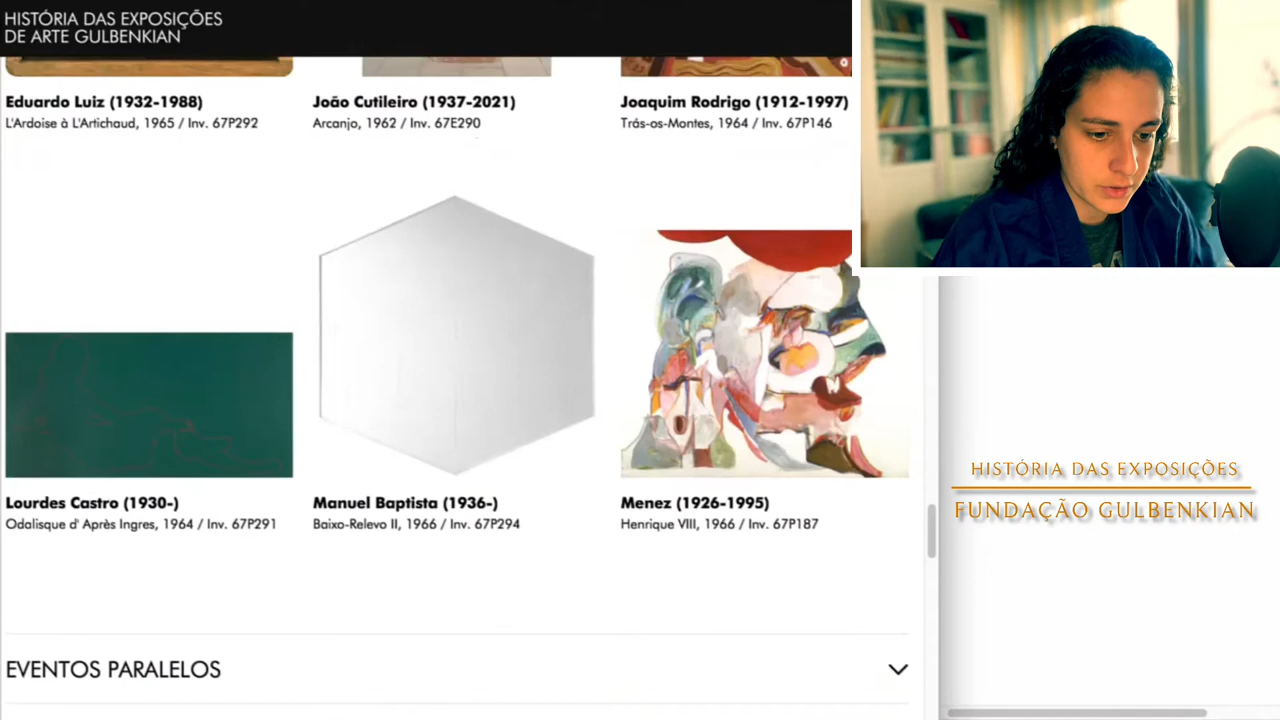 HISTÓRIA DAS EXPOSIÇÕES
DE ARTE GULBENKIAN
Eduardo Luiz (1932-1988)
L'Ardoise à L'Artichaud, 1965 / Inv. 67P292
João Cutileiro (1937-2021)
Arcanjo, 1962 / Inv. 67E290
Joaquim Rodrigo (1912-1997)
Trás-os-Montes, 1964 / Inv. 67P146
Lourdes Castro (1930-)
Odalisque d' Après Ingres, 1964 / Inv. 67P291
Manuel Baptista (1936-)
Baixo-Relevo II, 1966 / Inv. 67P294
Menez (1926-1995)
Henrique VIII, 1966 / Inv. 67P187
EVENTOS PARALELOS
HISTÓRIA DAS EXPOSIÇÕES
FUNDAÇÃO GULBENKIAN